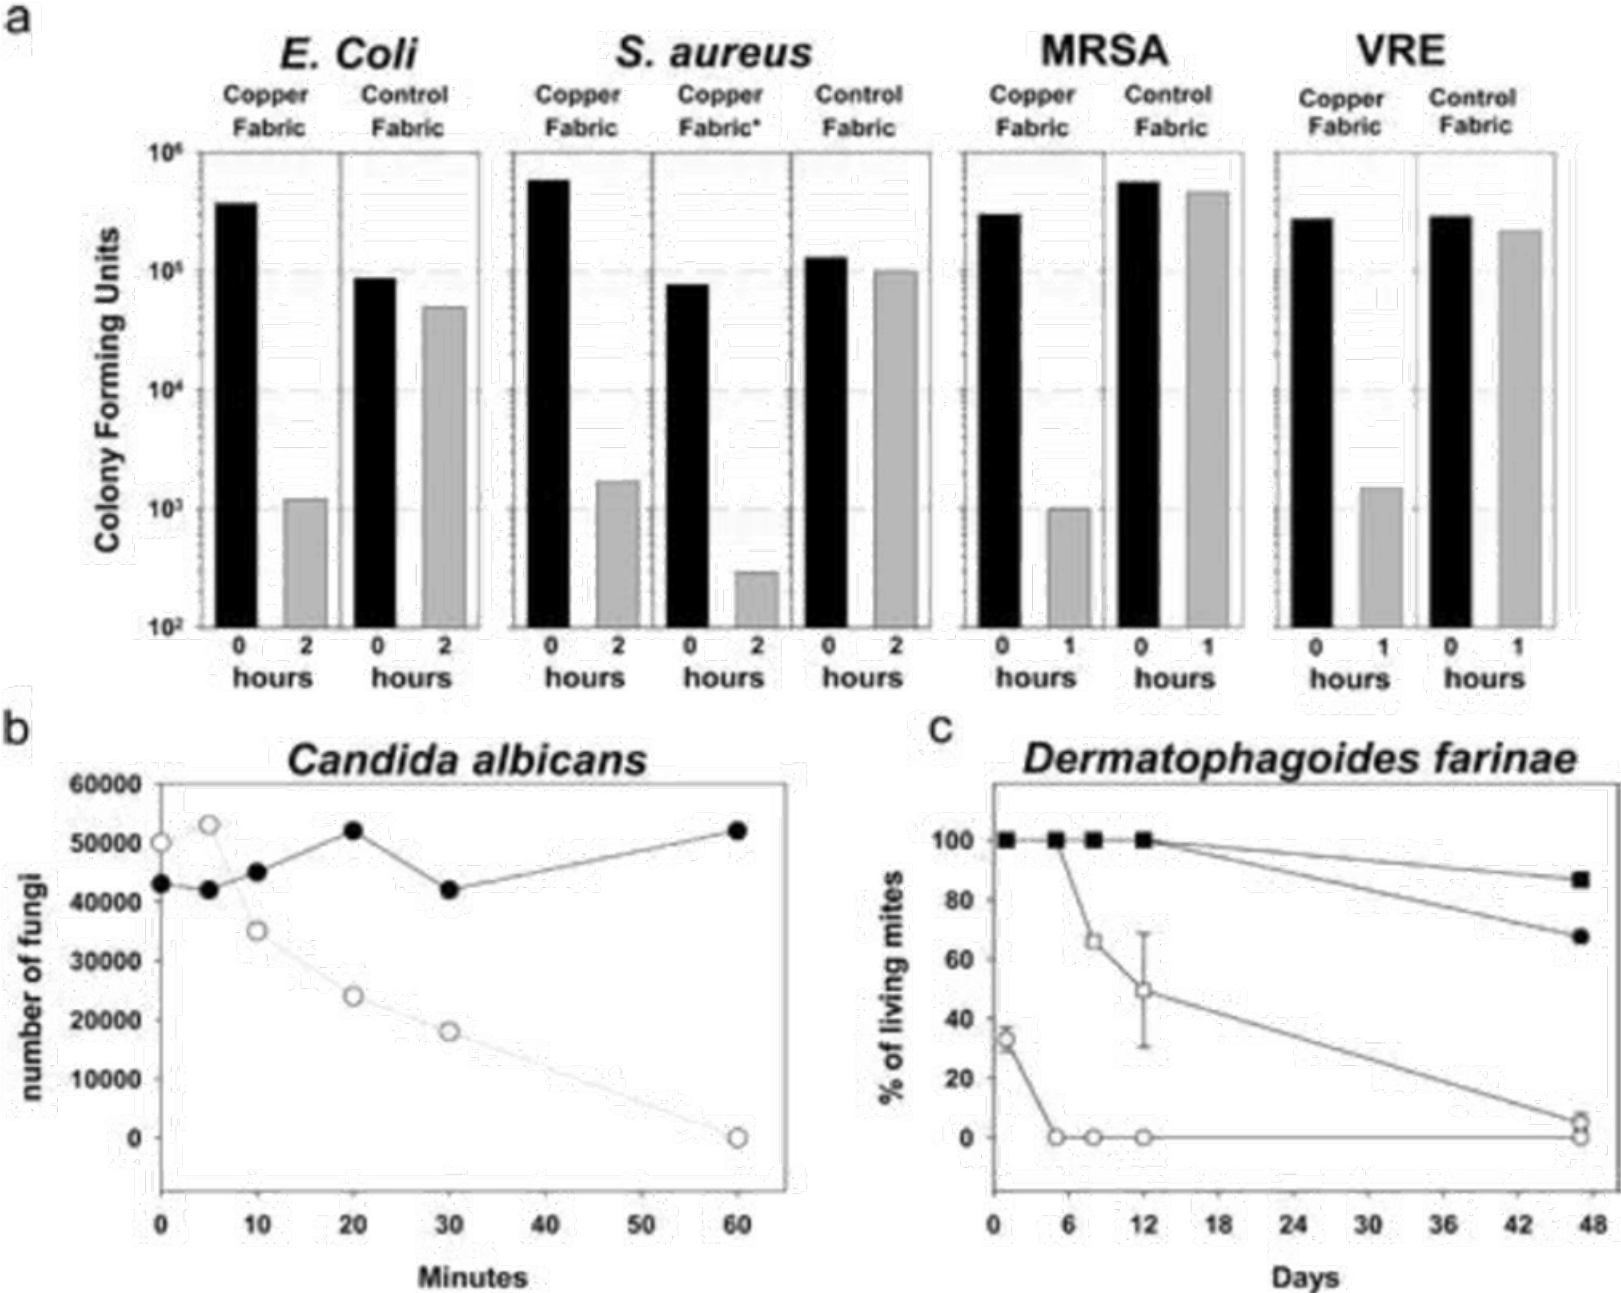 a
E. Coli S. aureus MRSA VRE
Copper Fabric Control Fabric Copper Fabric Copper Fabric* Control Fabric Copper Fabric Control Fabric Copper Fabric Control Fabric
Colony Forming Units
10⁶
10⁵
10⁴
10³
10²
0 2 0 2 0 2 0 2 0 2 0 1 0 1 0 1 0 1
hours hours hours hours hours hours hours hours hours
b
Candida albicans
number of fungi
60000
50000
40000
30000
20000
10000
0
0 10 20 30 40 50 60
Minutes
c
Dermatophagoides farinae
% of living mites
100
80
60
40
20
0
0 6 12 18 24 30 36 42 48
Days